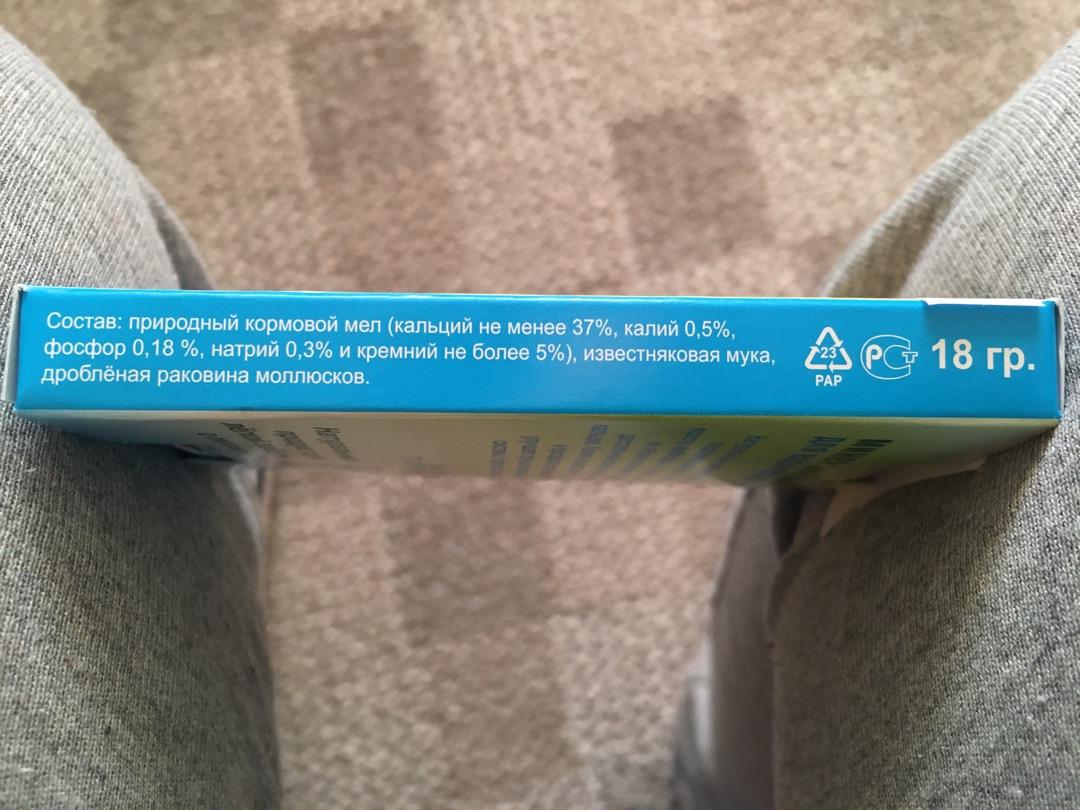 Состав: природный кормовой мел (кальций не менее 37%, калий 0,5%,
фосфор 0,18 %, натрий 0,3% и кремний не более 5%), известняковая мука,
дроблёная раковина моллюсков.
23
PAP
РСТ
18 гр.